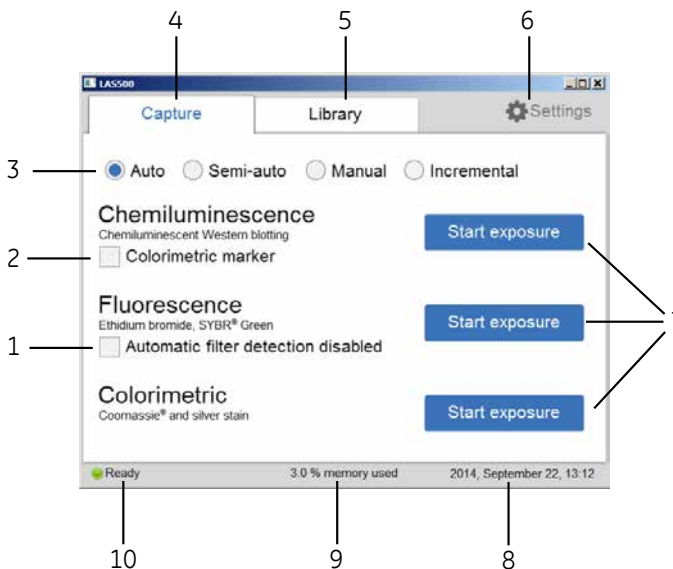 4 5 6
LAS500
Capture Library Settings
3 Auto Semi-auto Manual Incremental
Chemiluminescence
Chemiluminescent Western blotting
Start exposure
2 Colorimetric marker
Fluorescence
Ethidium bromide, SYBR® Green
Start exposure
1 Automatic filter detection disabled
Colorimetric
Coomassie® and silver stain
Start exposure
Ready 3.0 % memory used 2014, September 22, 13:12
10 9 8